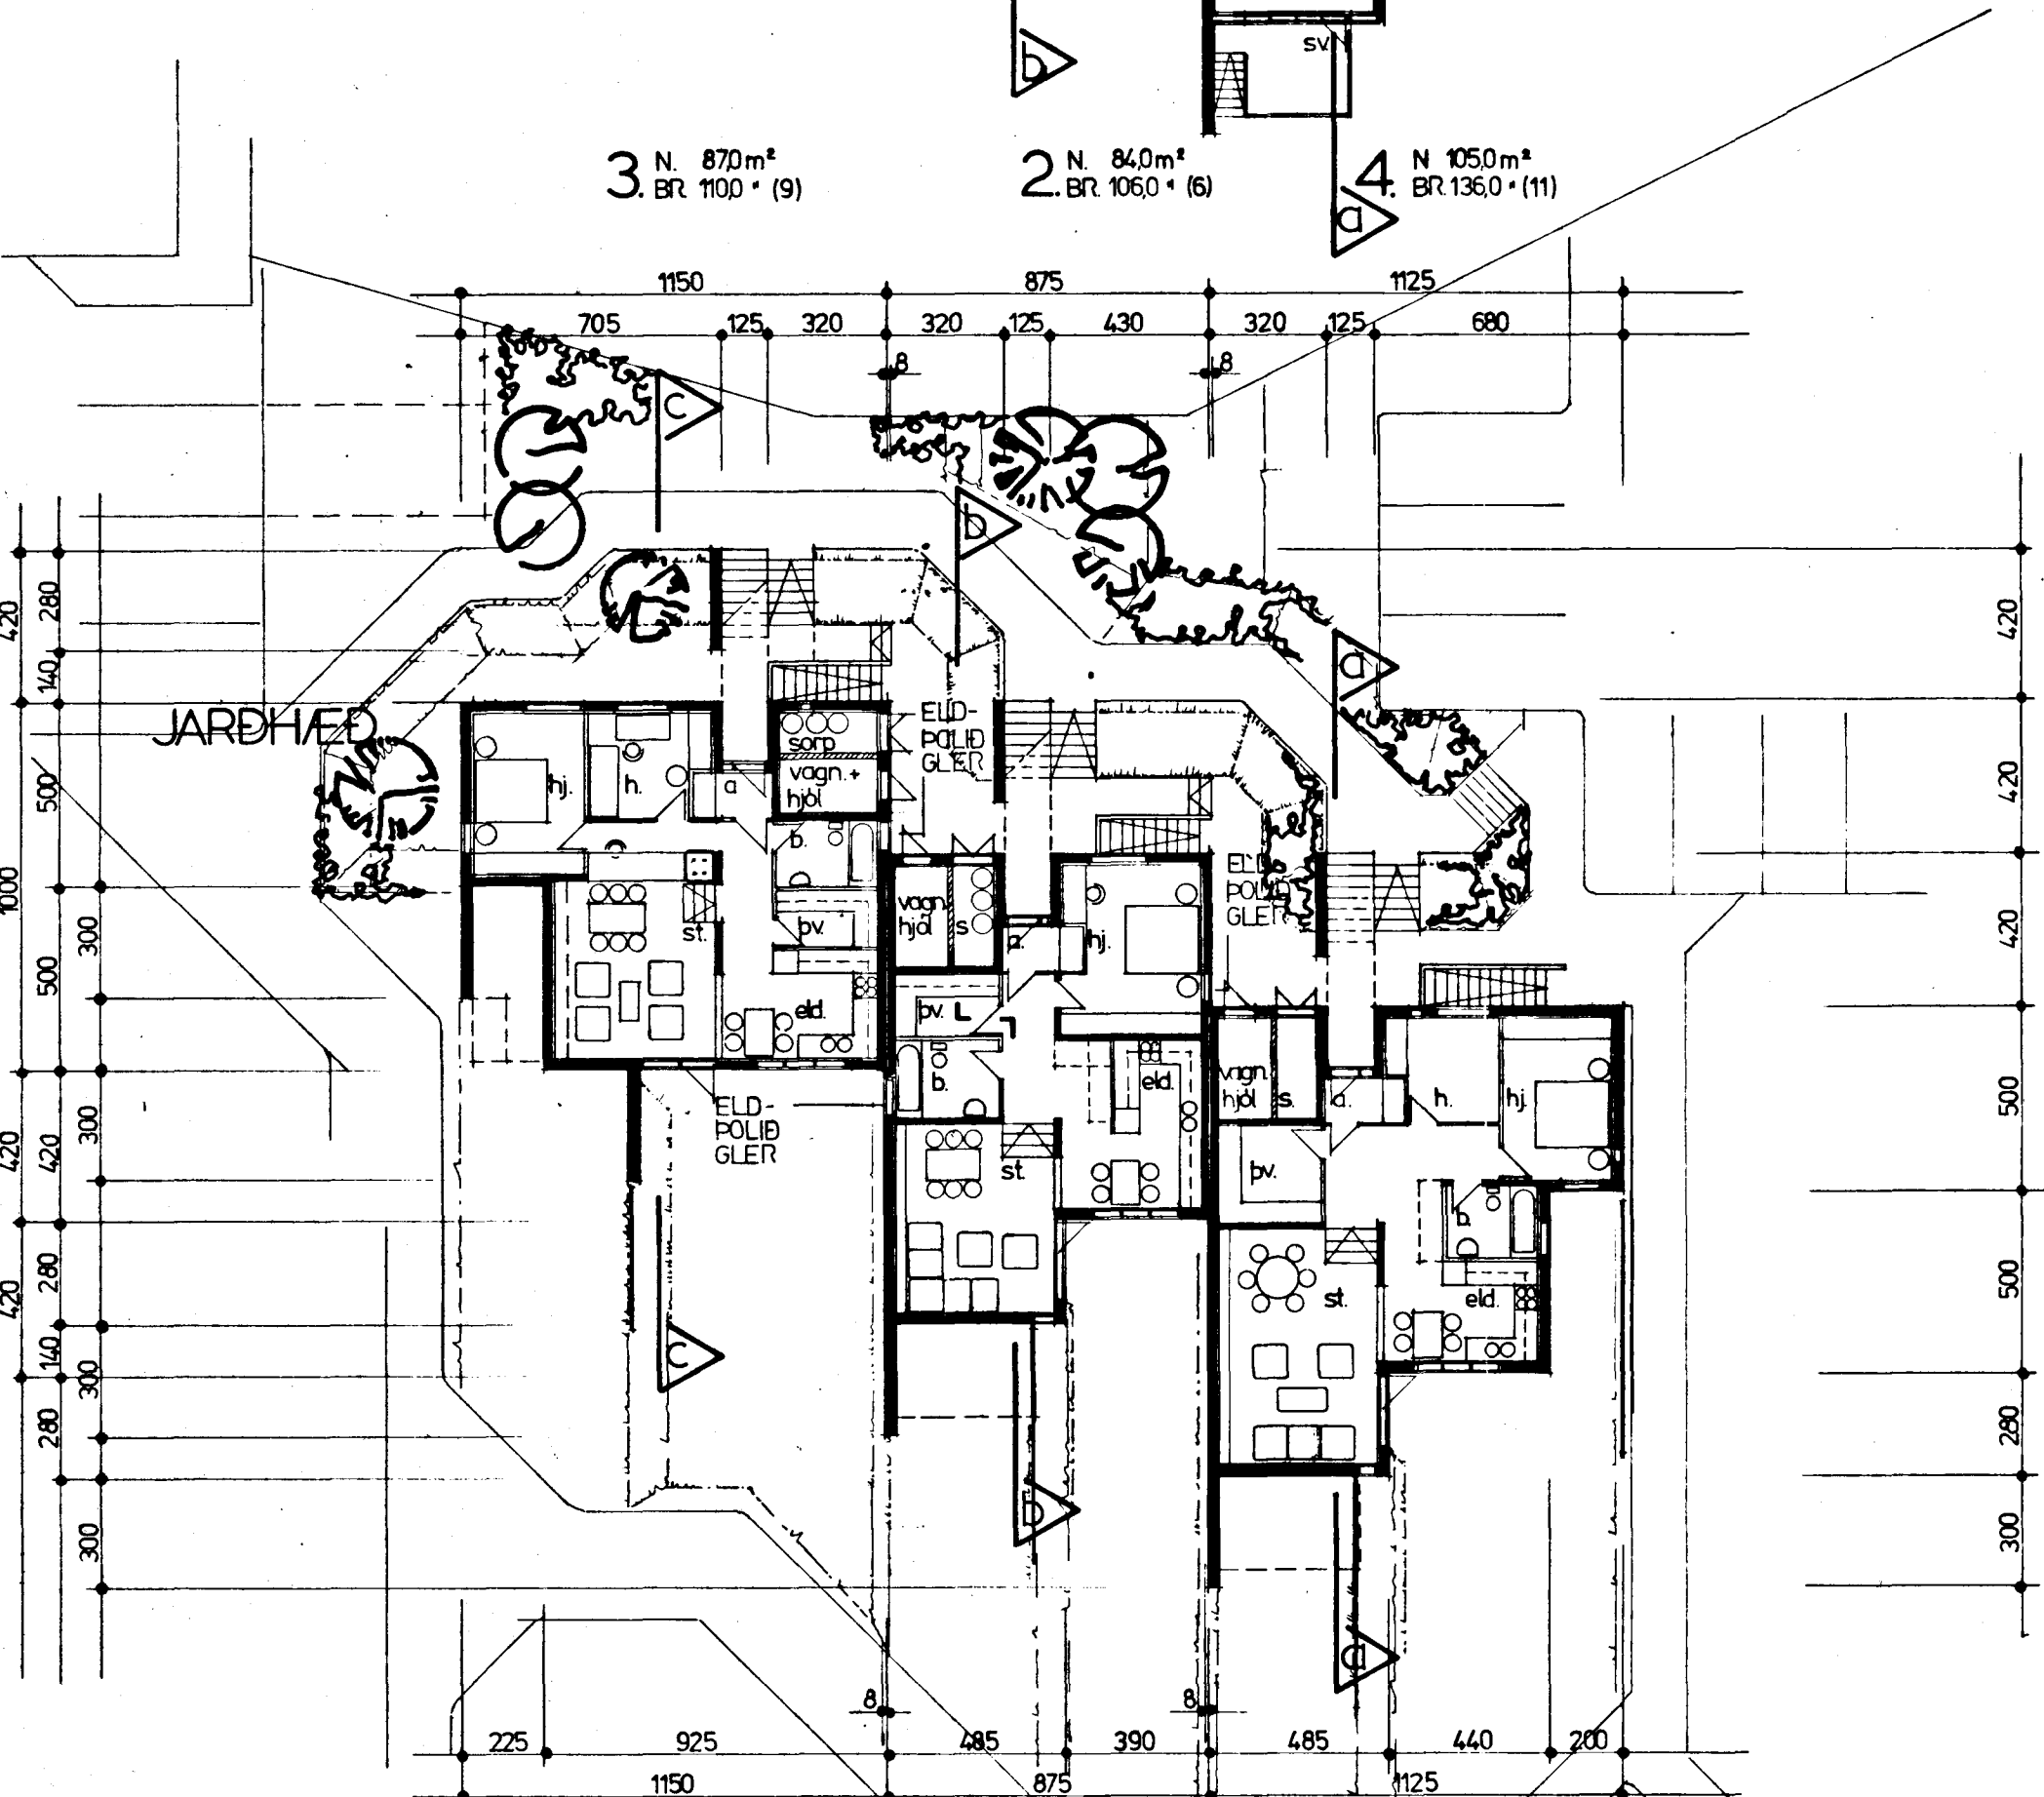 sv.
b
3. N. 87,0 m²
BR. 110,0 " (9)
2. N. 84,0 m²
BR. 106,0 " (6)
4. N 105,0 m²
BR. 136,0 " (11)
a
1150 875 1125
705 125 320 320 125 430 320 125 680
8 8
c
b
a
420 280 140 500 1000 300 500 300 420 420 280 420 140 300 280 300
420 420 420 500 500 280 300
JARÐHÆÐ
hj. h. a sorp
vagn.+
hjól
b.
st. þv.
eld.
ELD-
POLIÐ
GLER
vagn
hjól s a. hj.
þv.
b. eld.
st.
ELD-
POLIÐ
GLER
vagn.
hjól s. a. h. hj.
þv.
b.
st. eld.
ELD-
POLIÐ
GLER
c
b
a
8 8
225 925 485 390 485 440 200
1150 875 1125